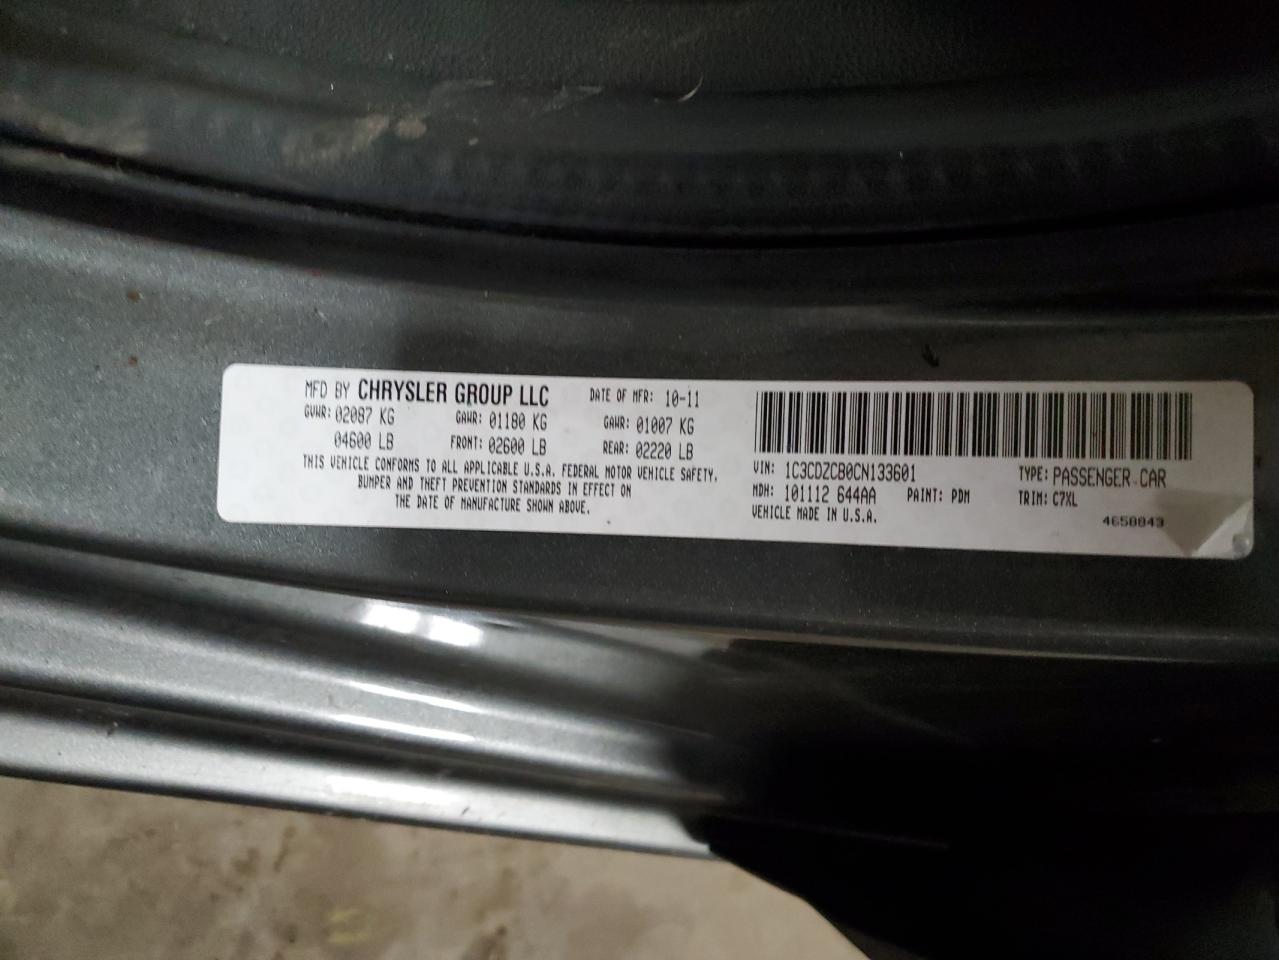 MFD BY CHRYSLER GROUP LLC DATE OF MFR: 10-11
GVWR: 02087 KG GAWR: 01180 KG GAWR: 01007 KG
04600 LB FRONT: 02600 LB REAR: 02220 LB
THIS VEHICLE CONFORMS TO ALL APPLICABLE U.S.A. FEDERAL MOTOR VEHICLE SAFETY,
BUMPER AND THEFT PREVENTION STANDARDS IN EFFECT ON
THE DATE OF MANUFACTURE SHOWN ABOVE.
VIN: 1C3CDZCB0CN133601 TYPE: PASSENGER CAR
MDH: 101112 644AA PAINT: PDM TRIM: C7XL
VEHICLE MADE IN U.S.A.
4658843